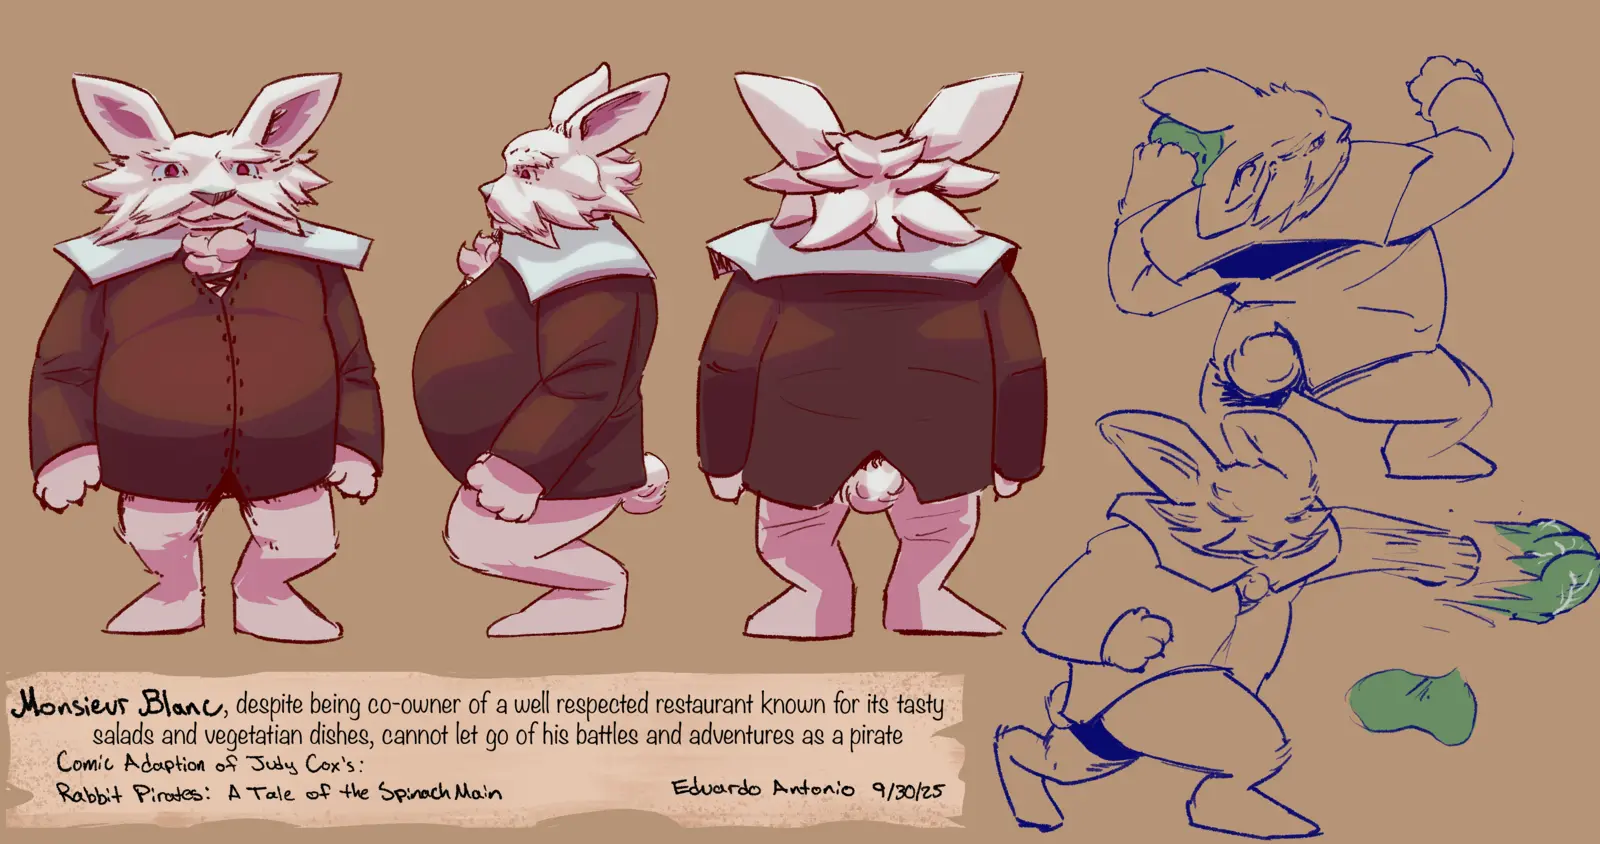 Monsieur Blanc, despite being co-owner of a well respected restaurant known for its tasty
salads and vegetatian dishes, cannot let go of his battles and adventures as a pirate
Comic Adaption of Judy Cox's:
Rabbit Pirates: A Tale of the Spinach Main
Eduardo Antonio 9/30/25